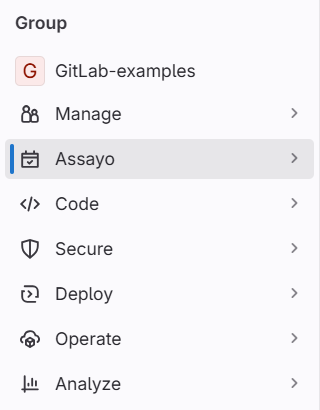 Group
G GitLab-examples
Manage
Assayo
Code
Secure
Deploy
Operate
Analyze